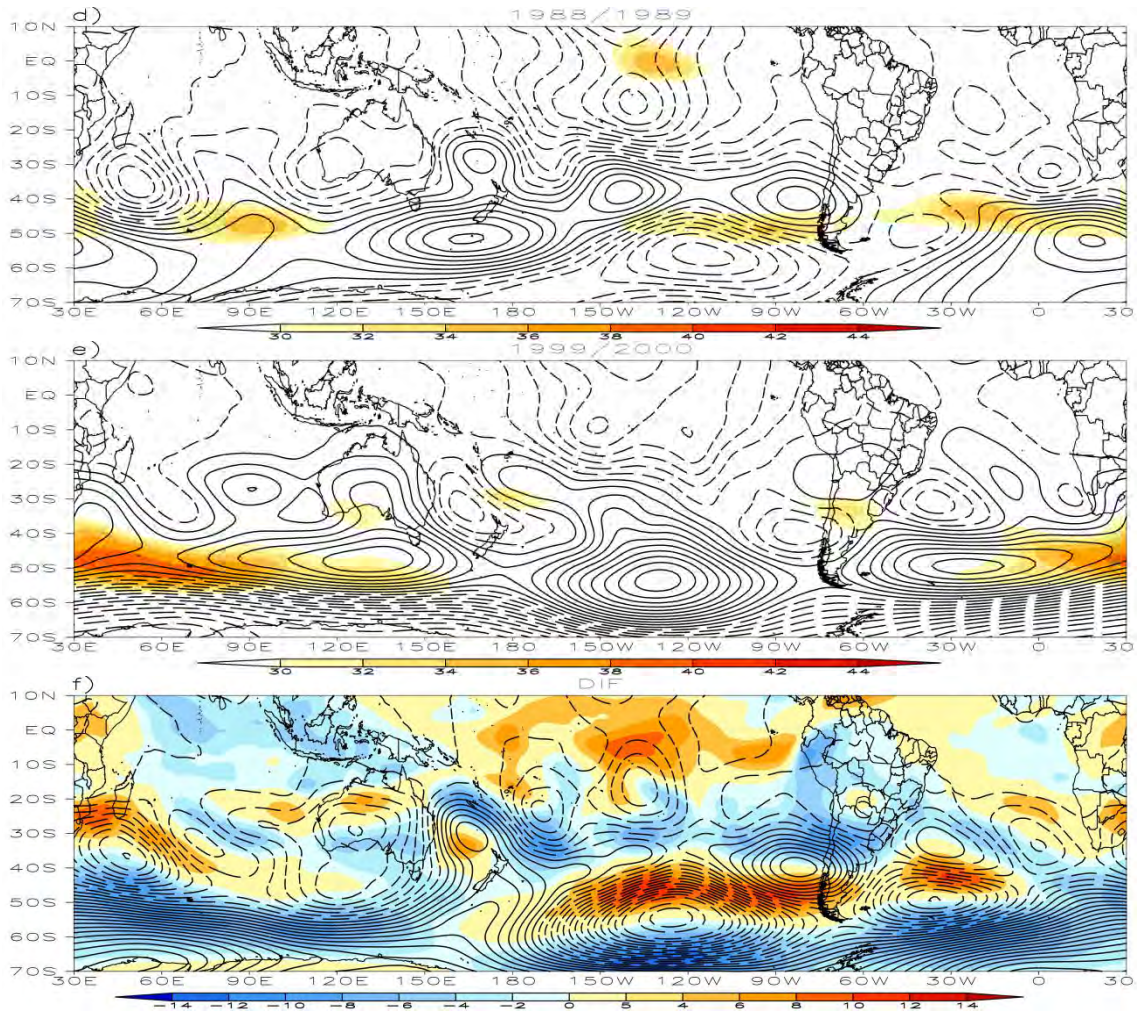 d)
1988/1989
10N
EQ
10S
20S
30S
40S
50S
60S
70S
30E 60E 90E 120E 150E 180 150W 120W 90W 60W 30W 0 30
30 32 34 36 38 40 42 44
e)
1999/2000
10N
EQ
10S
20S
30S
40S
50S
60S
70S
30E 60E 90E 120E 150E 180 150W 120W 90W 60W 30W 0 30
30 32 34 36 38 40 42 44
f)
DIF
10N
EQ
10S
20S
30S
40S
50S
60S
70S
30E 60E 90E 120E 150E 180 150W 120W 90W 60W 30W 0 30
-14 -12 -10 -8 -6 -4 -2 0 2 4 6 8 10 12 14